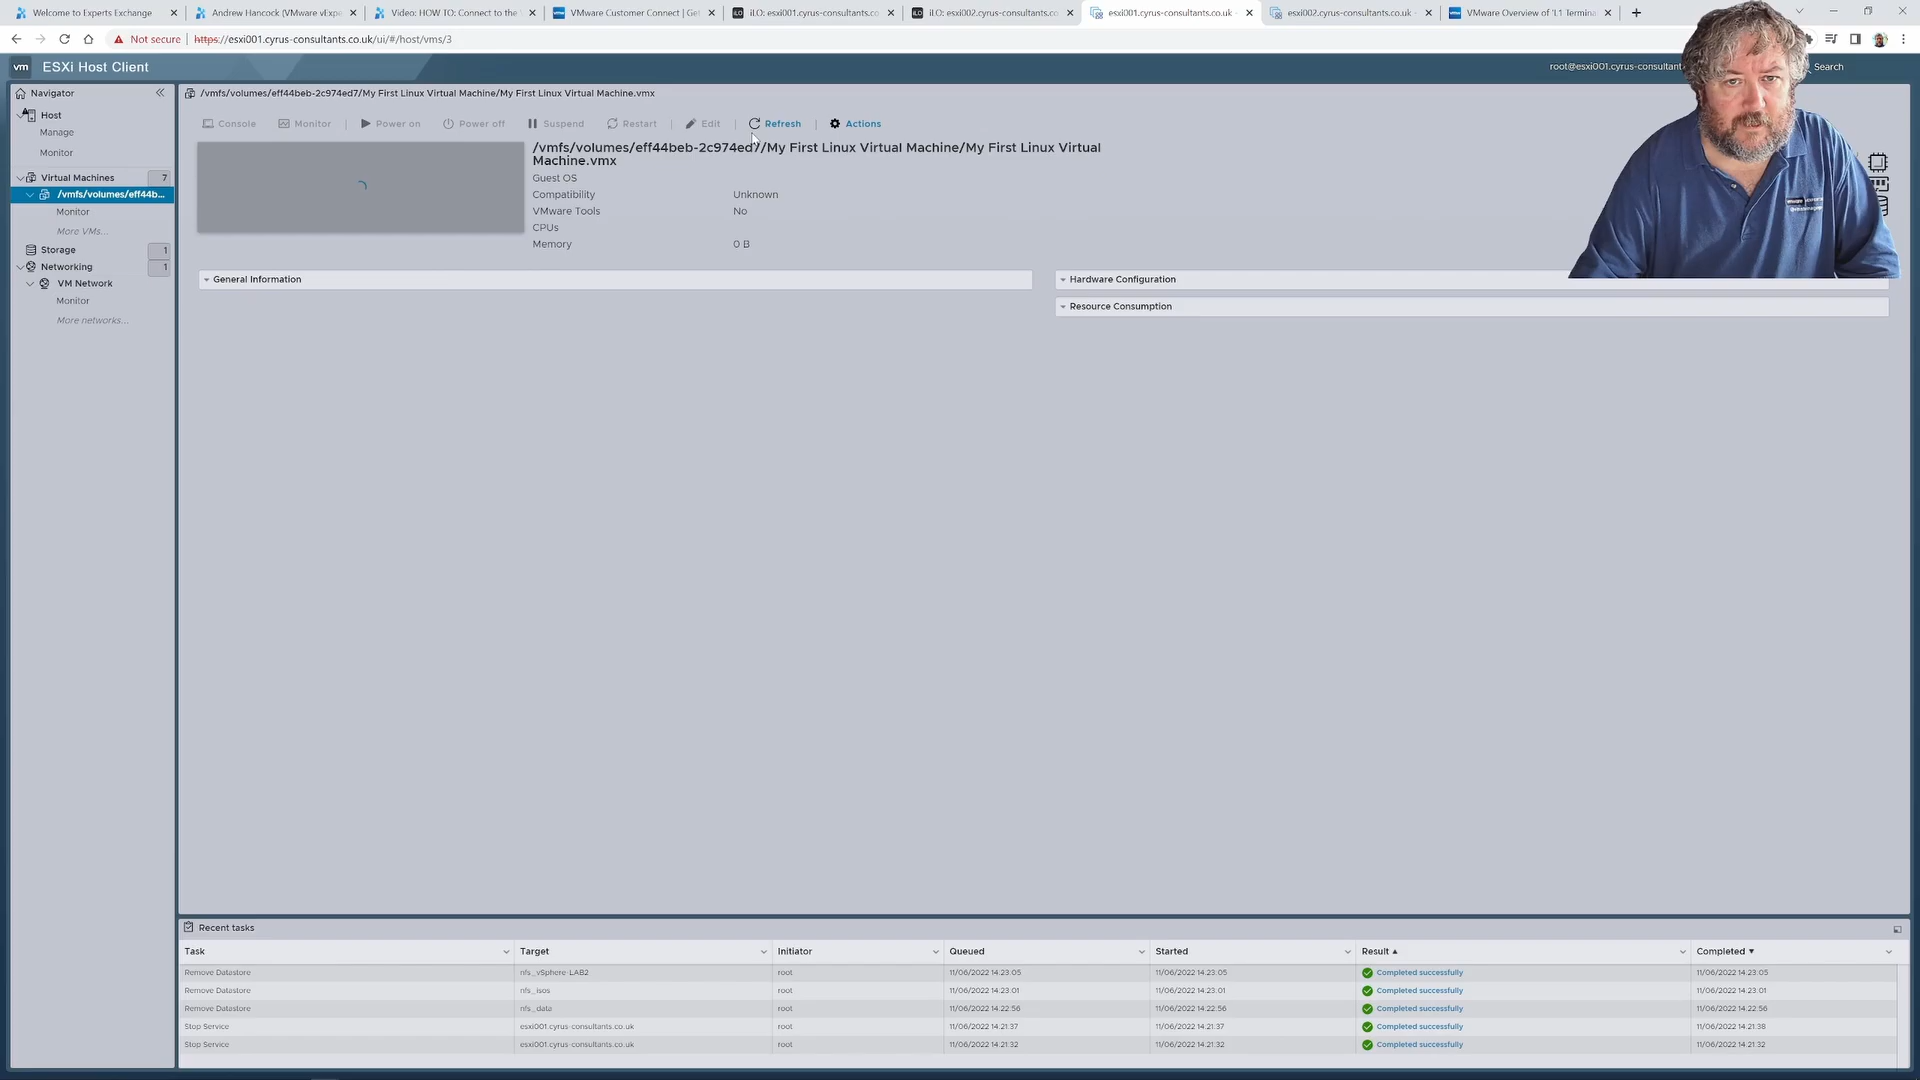 Welcome to Experts Exchange
Andrew Hancock (VMware vExpe
Video: HOW TO: Connect to the
VMware Customer Connect | Ge
iLO: esxi001.cyrus-consultants.co
iLO: esxi002.cyrus-consultants.co
esxi001.cyrus-consultants.co.uk
esxi002.cyrus-consultants.co.uk
VMware Overview of 'L1 Termina
Not secure
https://esxi001.cyrus-consultants.co.uk/ui/#/host/vms/3
vm ESXi Host Client
root@esxi001.cyrus-consultant
Search
Navigator
/vmfs/volumes/eff44beb-2c974ed7/My First Linux Virtual Machine/My First Linux Virtual Machine.vmx
Host
Manage
Monitor
Virtual Machines 7
/vmfs/volumes/eff44b...
Monitor
More VMs...
Storage 1
Networking 1
VM Network
Monitor
More networks...
Console Monitor Power on Power off Suspend Restart Edit Refresh Actions
/vmfs/volumes/eff44beb-2c974ed7/My First Linux Virtual Machine/My First Linux Virtual
Machine.vmx
Guest OS
Compatibility Unknown
VMware Tools No
CPUs
Memory 0 B
General Information
Hardware Configuration
Resource Consumption
Recent tasks
Task Target Initiator Queued Started Result Completed
Remove Datastore nfs_vSphere-LAB2 root 11/06/2022 14:23:05 11/06/2022 14:23:05 Completed successfully 11/06/2022 14:23:05
Remove Datastore nfs_isos root 11/06/2022 14:23:01 11/06/2022 14:23:01 Completed successfully 11/06/2022 14:23:01
Remove Datastore nfs_data root 11/06/2022 14:22:56 11/06/2022 14:22:56 Completed successfully 11/06/2022 14:22:56
Stop Service esxi001.cyrus-consultants.co.uk root 11/06/2022 14:21:37 11/06/2022 14:21:37 Completed successfully 11/06/2022 14:21:38
Stop Service esxi001.cyrus-consultants.co.uk root 11/06/2022 14:21:32 11/06/2022 14:21:32 Completed successfully 11/06/2022 14:21:32